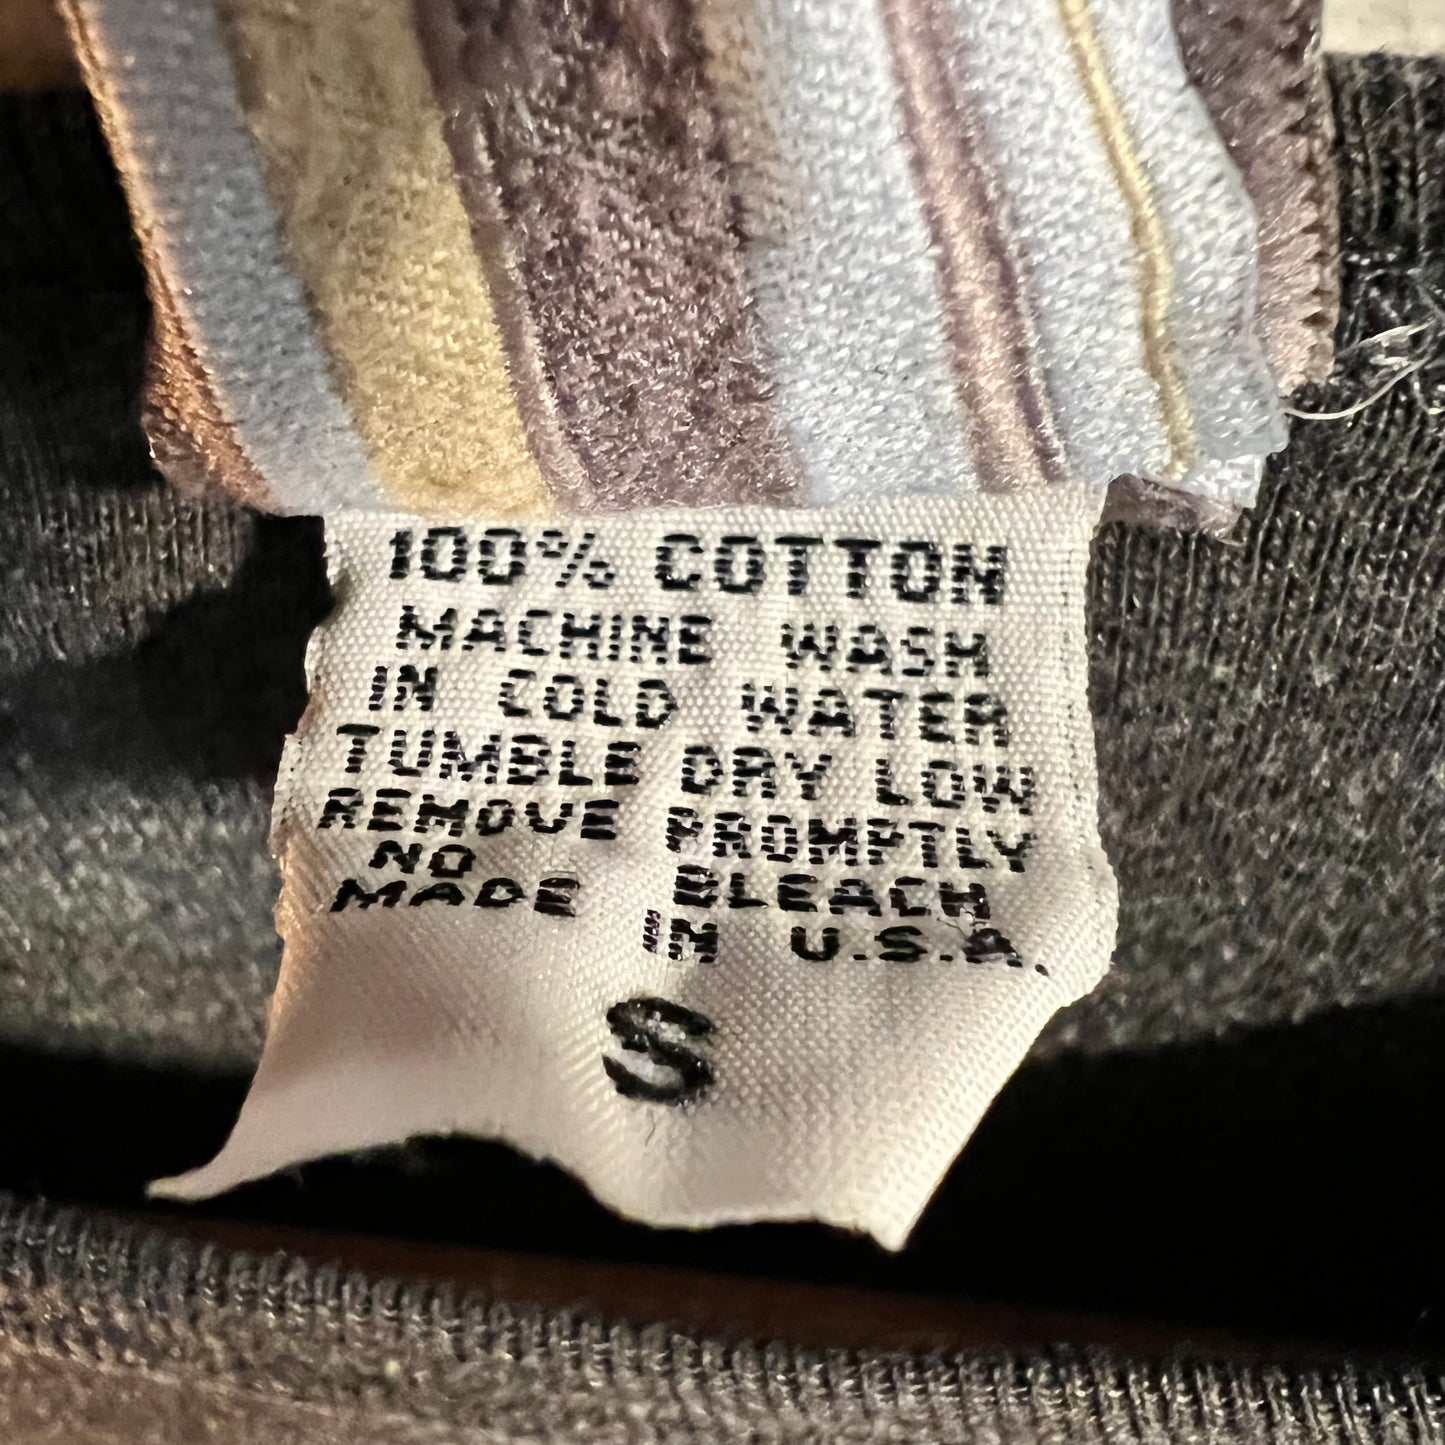 100% COTTON
MACHINE WASH
IN COLD WATER
TUMBLE DRY LOW
REMOVE PROMPTLY
NO BLEACH
MADE IN U.S.A.
S